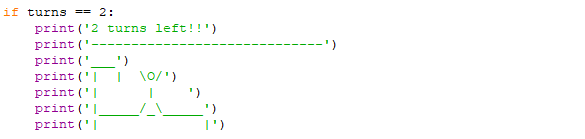 if turns == 2:
    print('2 turns left!!')
    print('-----------------------------')
    print('___')
    print('|  |  \O/')
    print('|      |     ')
    print('|_____/_\_____')
    print('|             |')